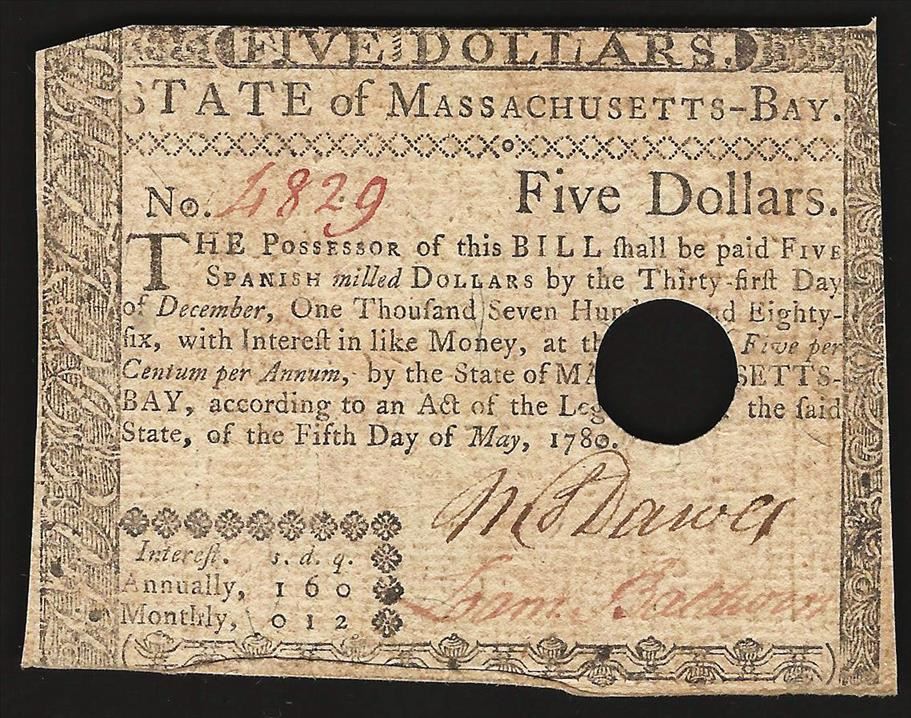 FIVE DOLLARS.
STATE of MASSACHUSETTS-BAY.
No. 4829 Five Dollars.
THE POSSESSOR of this BILL ſhall be paid FIVE
SPANISH milled DOLLARS by the Thirty-firſt Day
of December, One Thouſand Seven Hun nd Eighty-
ſix, with Intereſt in like Money, at th Five per
Centum per Annum, by the State of MA SETTS-
BAY, according to an Act of the Leg the ſaid
State, of the Fifth Day of May, 1780.
Dawes
Intereſt. s. d. q.
Annually, 1 6 0
Monthly, 0 1 2
Baldwin